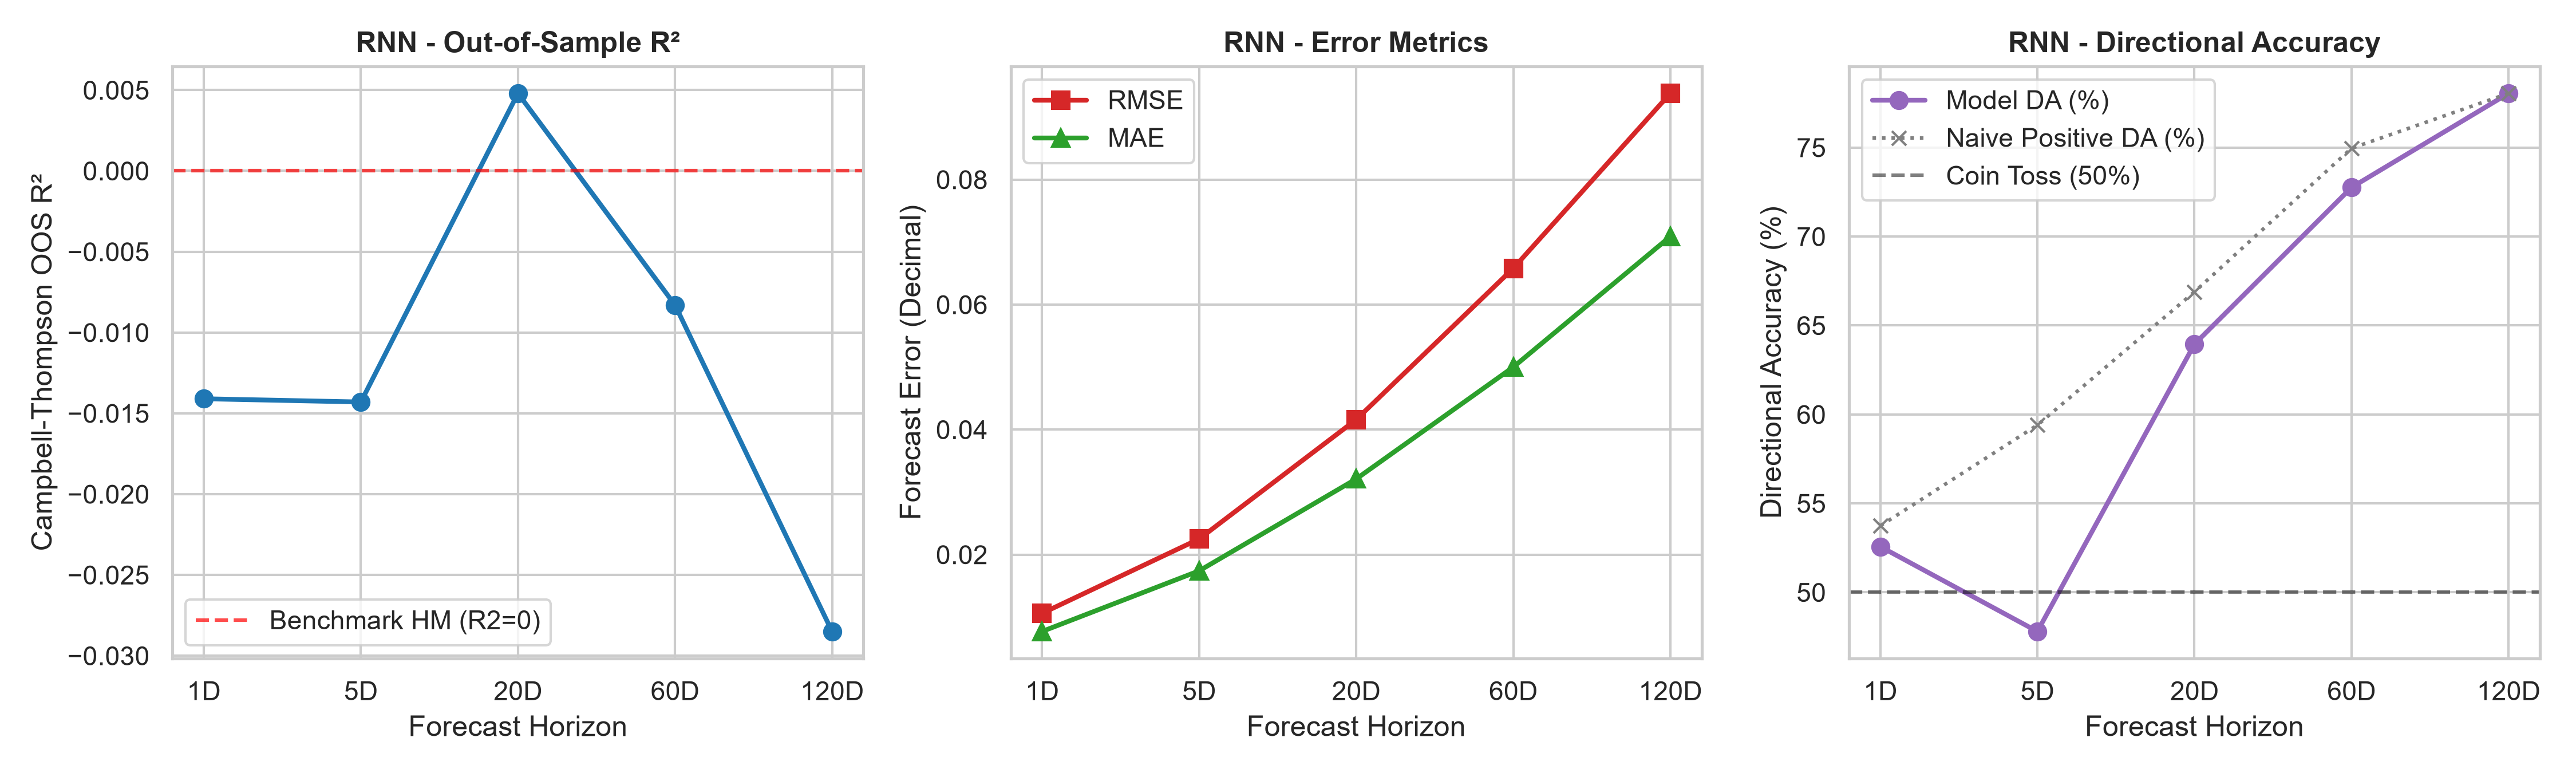 RNN - Out-of-Sample R²
Campbell-Thompson OOS R²
0.005
0.000
−0.005
−0.010
−0.015
−0.020
−0.025
−0.030
Benchmark HM (R2=0)
1D 5D 20D 60D 120D
Forecast Horizon
RNN - Error Metrics
RMSE
MAE
Forecast Error (Decimal)
0.08
0.06
0.04
0.02
1D 5D 20D 60D 120D
Forecast Horizon
RNN - Directional Accuracy
Model DA (%)
Naive Positive DA (%)
Coin Toss (50%)
Directional Accuracy (%)
75
70
65
60
55
50
1D 5D 20D 60D 120D
Forecast Horizon